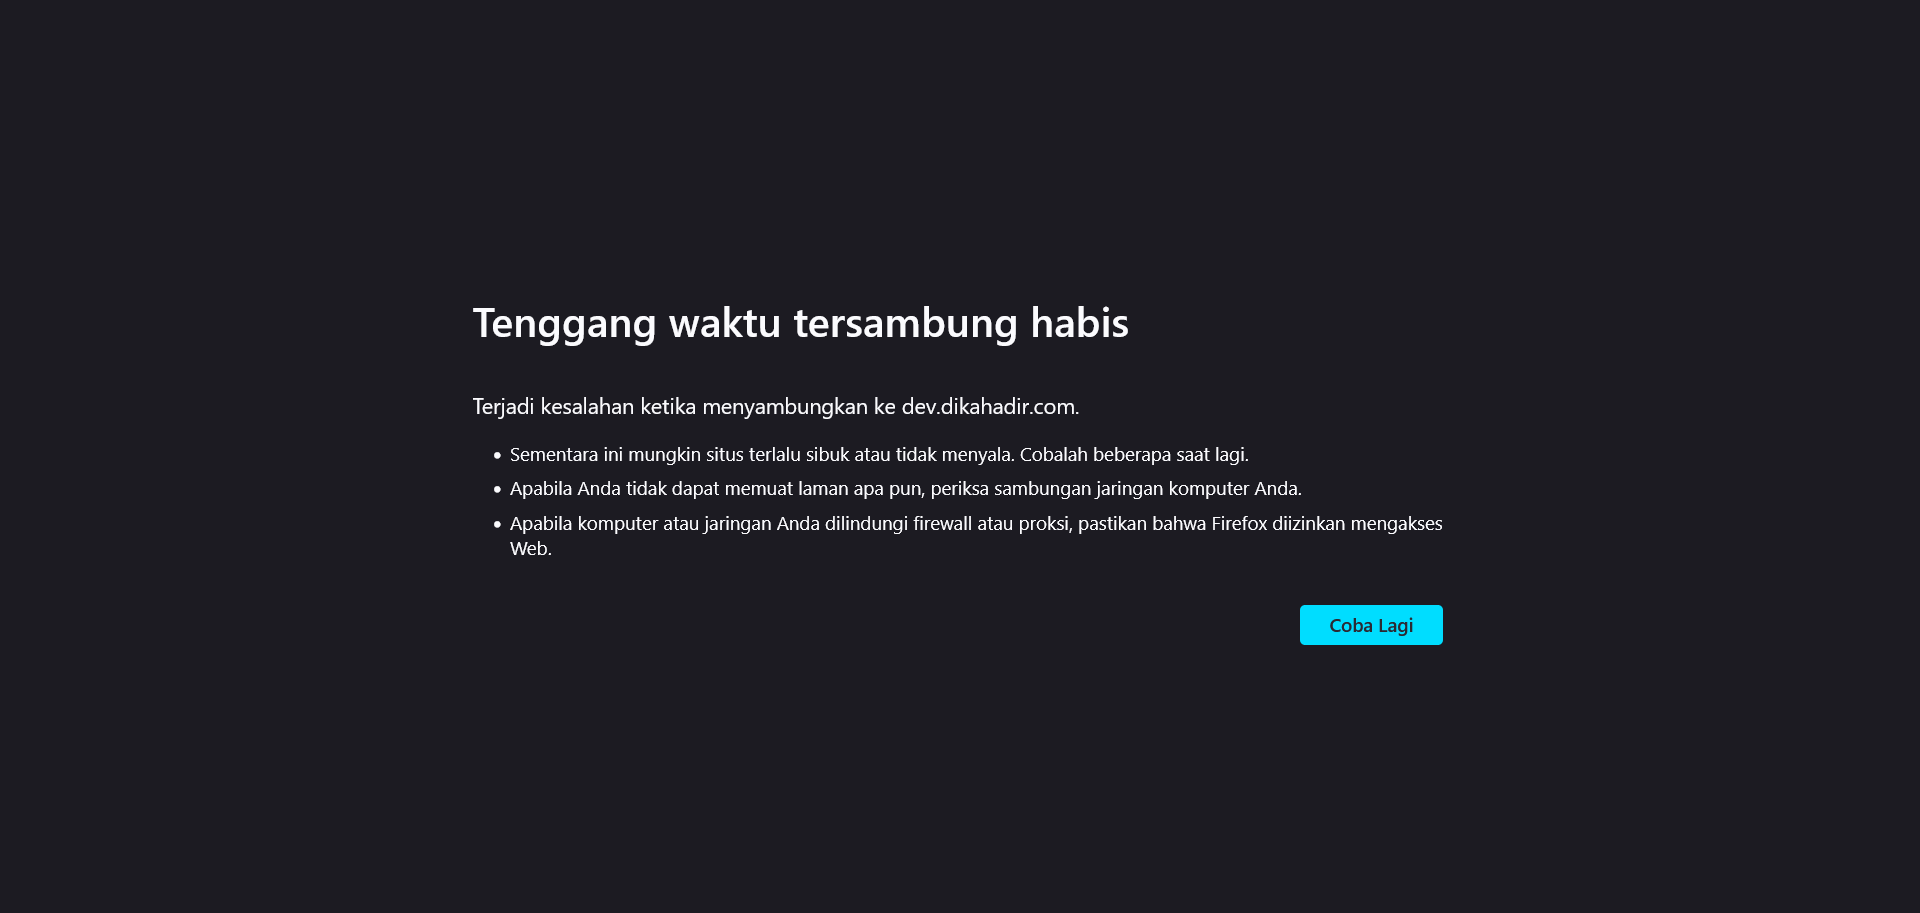 Tenggang waktu tersambung habis
Terjadi kesalahan ketika menyambungkan ke dev.dikahadir.com.
• Sementara ini mungkin situs terlalu sibuk atau tidak menyala. Cobalah beberapa saat lagi.
• Apabila Anda tidak dapat memuat laman apa pun, periksa sambungan jaringan komputer Anda.
• Apabila komputer atau jaringan Anda dilindungi firewall atau proksi, pastikan bahwa Firefox diizinkan mengakses
Web.
Coba Lagi